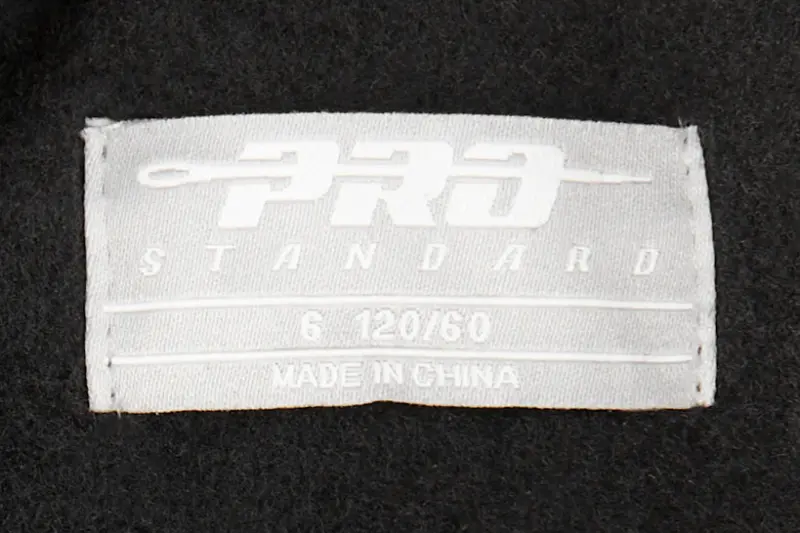 PRO
STANDARD
6 120/60
MADE IN CHINA